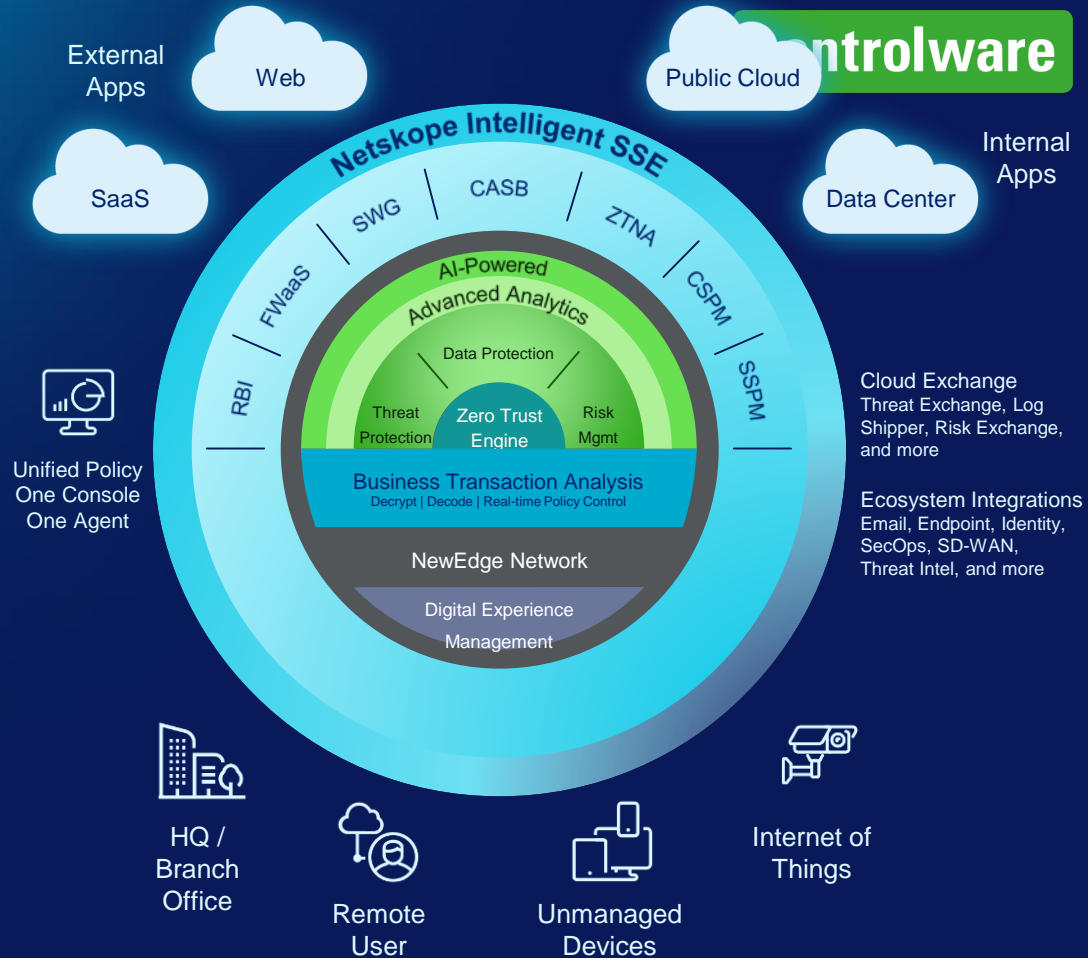 External
Apps
Web
Public Cloud
ntrolware
SaaS
Data Center
Internal
Apps
Netskope Intelligent SSE
RBI
FWaaS
SWG
CASB
ZTNA
CSPM
SSPM
AI-Powered
Advanced Analytics
Data Protection
Threat
Protection
Zero Trust
Engine
Risk
Mgmt
Business Transaction Analysis
Decrypt | Decode | Real-time Policy Control
NewEdge Network
Digital Experience
Management
Unified Policy
One Console
One Agent
Cloud Exchange
Threat Exchange, Log
Shipper, Risk Exchange,
and more
Ecosystem Integrations
Email, Endpoint, Identity,
SecOps, SD-WAN,
Threat Intel, and more
HQ /
Branch
Office
Remote
User
Unmanaged
Devices
Internet of
Things